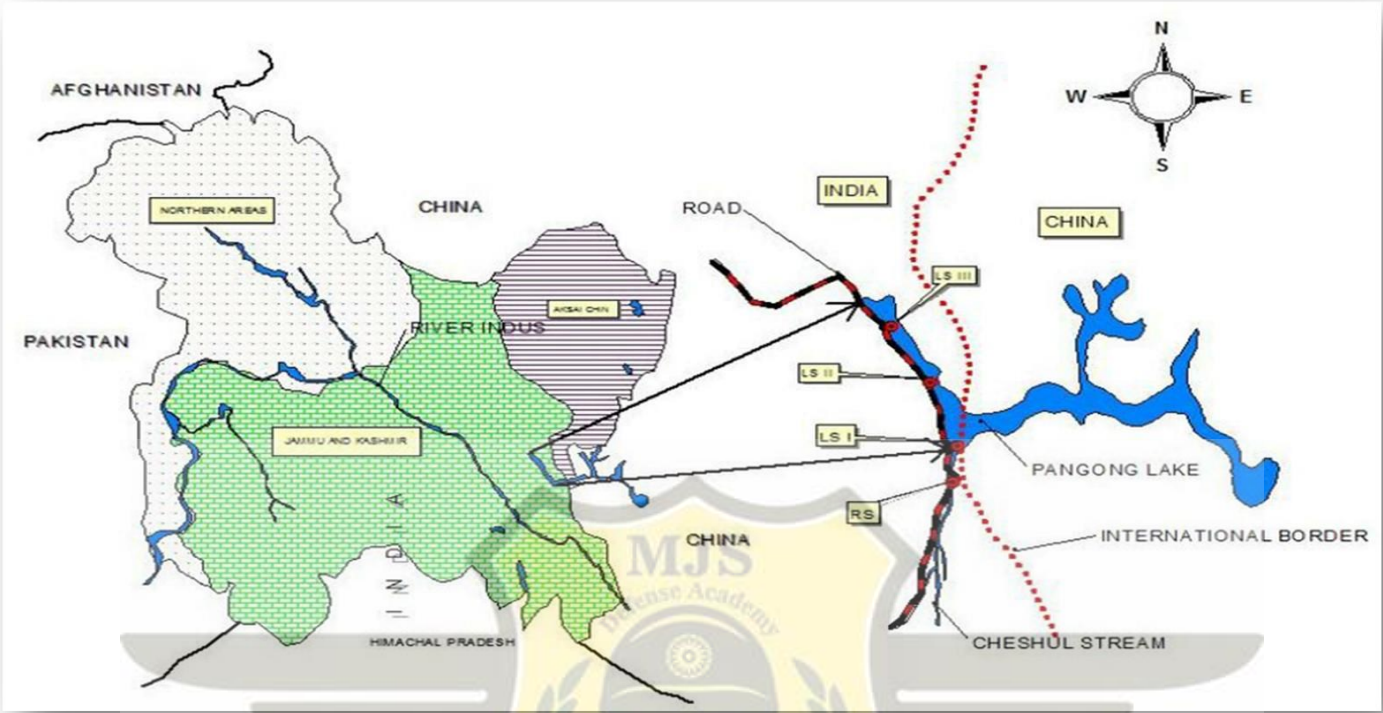 AFGHANISTAN
NORTHERN AREAS
CHINA
PAKISTAN
RIVER INDUS
AKSAI CHIN
JAMMU AND KASHMIR
INDIA
HIMACHAL PRADESH
CHINA
N
W
E
S
ROAD
INDIA
CHINA
LS III
LS II
LS I
RS
PANGONG LAKE
INTERNATIONAL BORDER
CHESHUL STREAM
MJS
Defense Academy